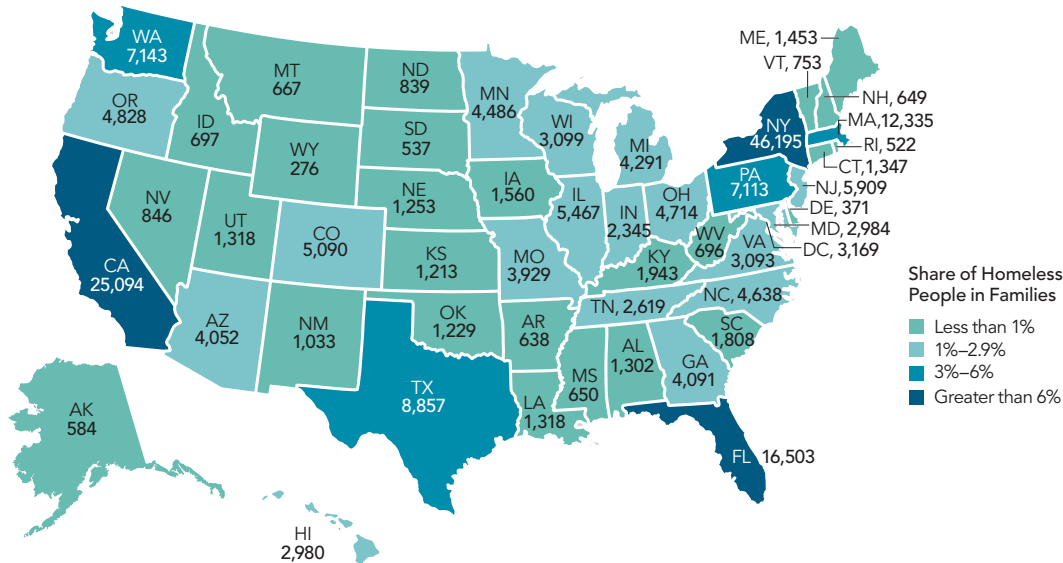 WA
7,143
MT
667
ND
839
MN
4,486
OR
4,828
ID
697
WY
276
SD
537
WI
3,099
MI
4,291
NY
46,195
ME, 1,453
VT, 753
NH, 649
MA,12,335
RI, 522
CT,1,347
NJ, 5,909
DE, 371
MD, 2,984
DC, 3,169
PA
7,113
NV
846
UT
1,318
CO
5,090
NE
1,253
IA
1,560
IL
5,467
IN
2,345
OH
4,714
WV
696
VA
3,093
CA
25,094
KS
1,213
MO
3,929
KY
1,943
TN, 2,619
NC, 4,638
AZ
4,052
NM
1,033
OK
1,229
AR
638
SC
1,808
TX
8,857
LA
1,318
MS
650
AL
1,302
GA
4,091
FL 16,503
AK
584
HI
2,980
Share of Homeless
People in Families
Less than 1%
1%–2.9%
3%–6%
Greater than 6%